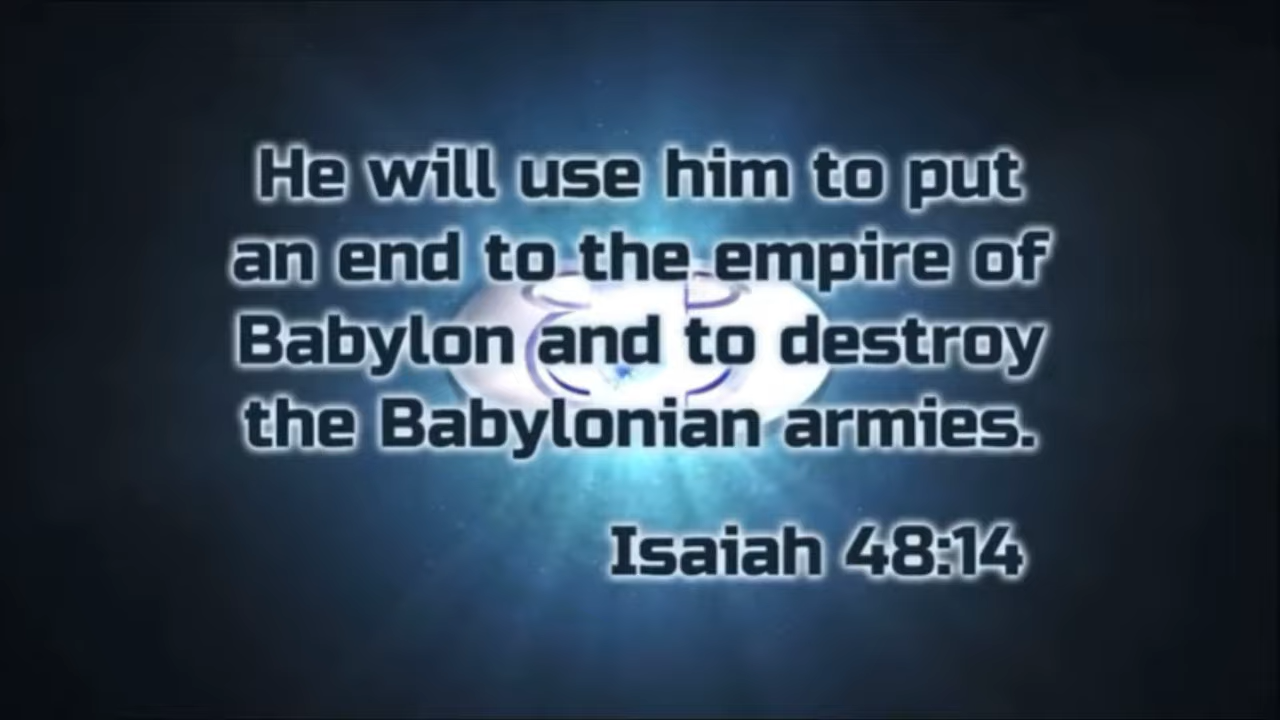 He will use him to put
an end to the empire of
Babylon and to destroy
the Babylonian armies.
Isaiah 48:14